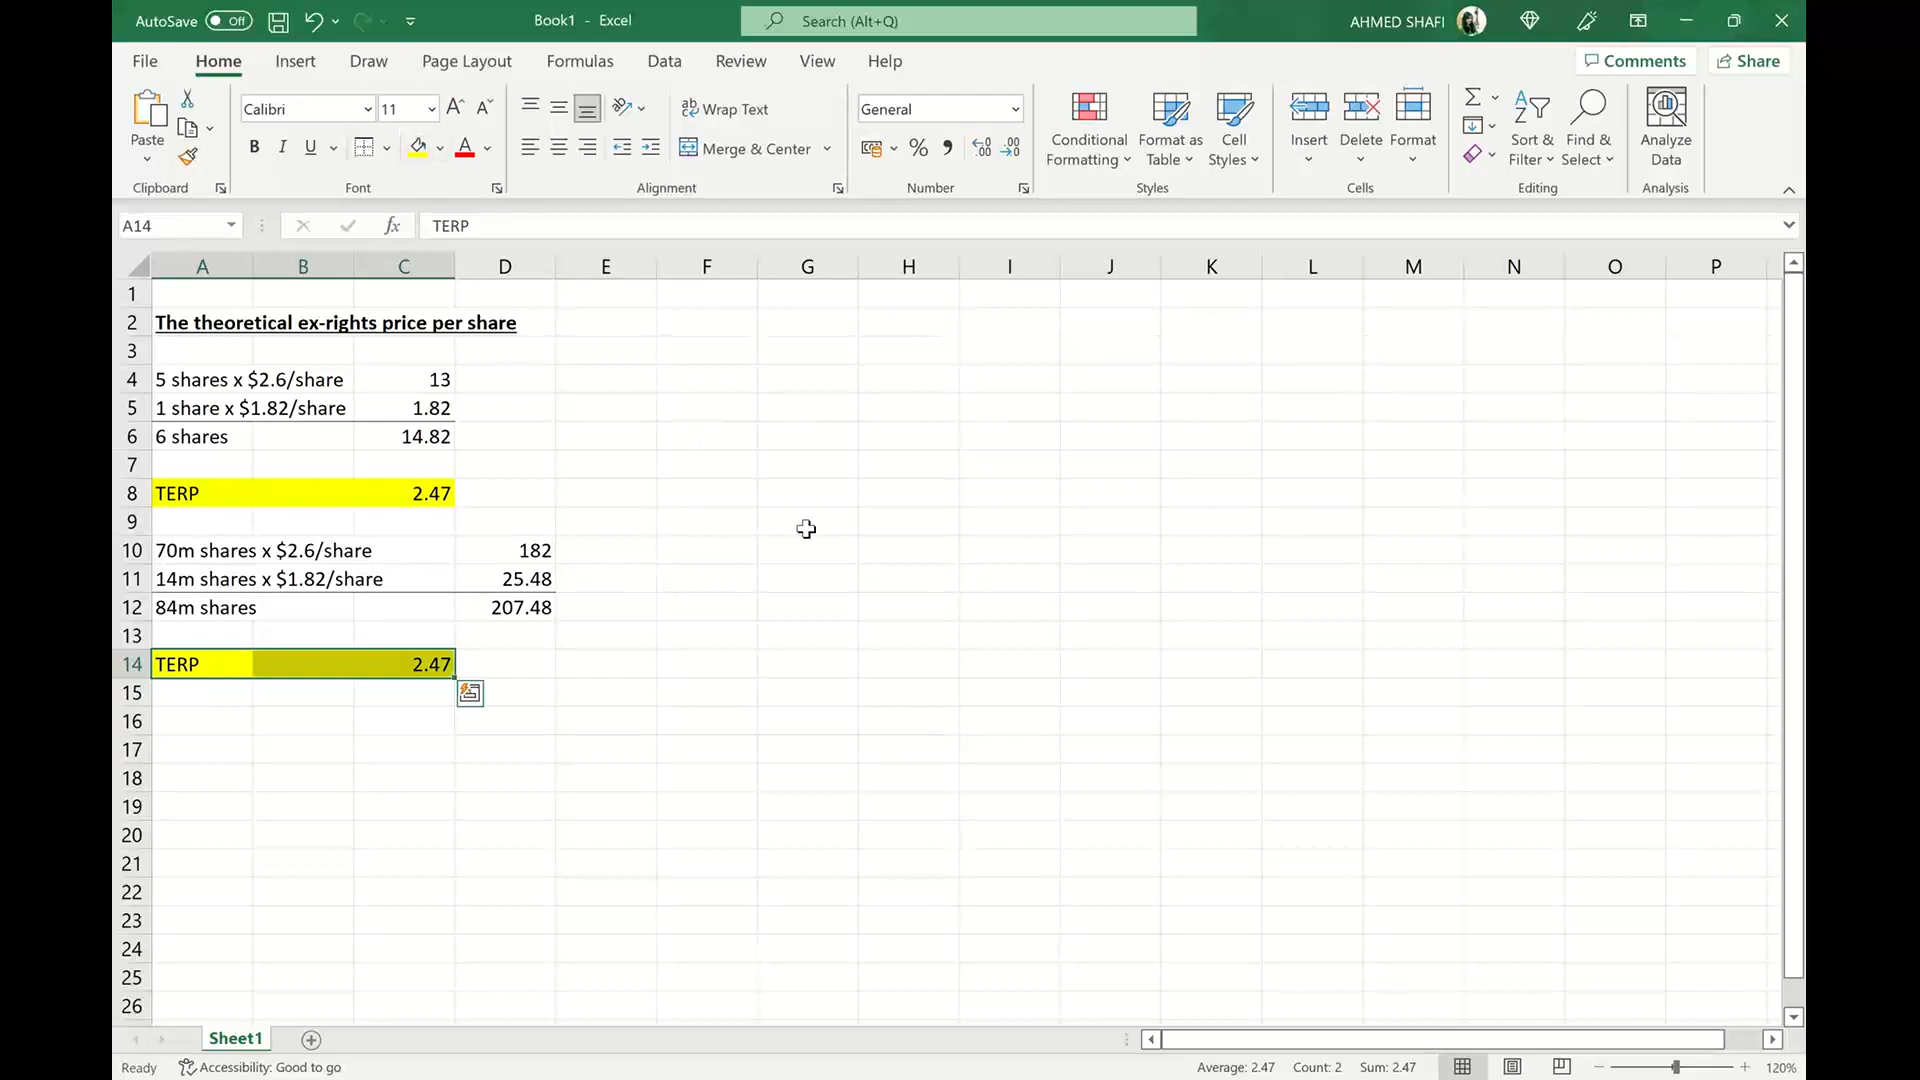 AutoSave Off Book1 - Excel Search (Alt+Q) AHMED SHAFI
File Home Insert Draw Page Layout Formulas Data Review View Help Comments Share
Paste
Calibri 11 A^ A˅ ab Wrap Text General
B I U A Merge & Center % 9
Conditional Formatting
Format as Table
Cell Styles
Insert Delete Format
Sort & Filter
Find & Select
Analyze Data
Clipboard Font Alignment Number Styles Cells Editing Analysis
A14 fx TERP
A B C D E F G H I J K L M N O P
1
2 The theoretical ex-rights price per share
3
4 5 shares x $2.6/share 13
5 1 share x $1.82/share 1.82
6 6 shares 14.82
7
8 TERP 2.47
9
10 70m shares x $2.6/share 182
11 14m shares x $1.82/share 25.48
12 84m shares 207.48
13
14 TERP 2.47
15
16
17
18
19
20
21
22
23
24
25
26
Sheet1
Ready Accessibility: Good to go Average: 2.47 Count: 2 Sum: 2.47 120%